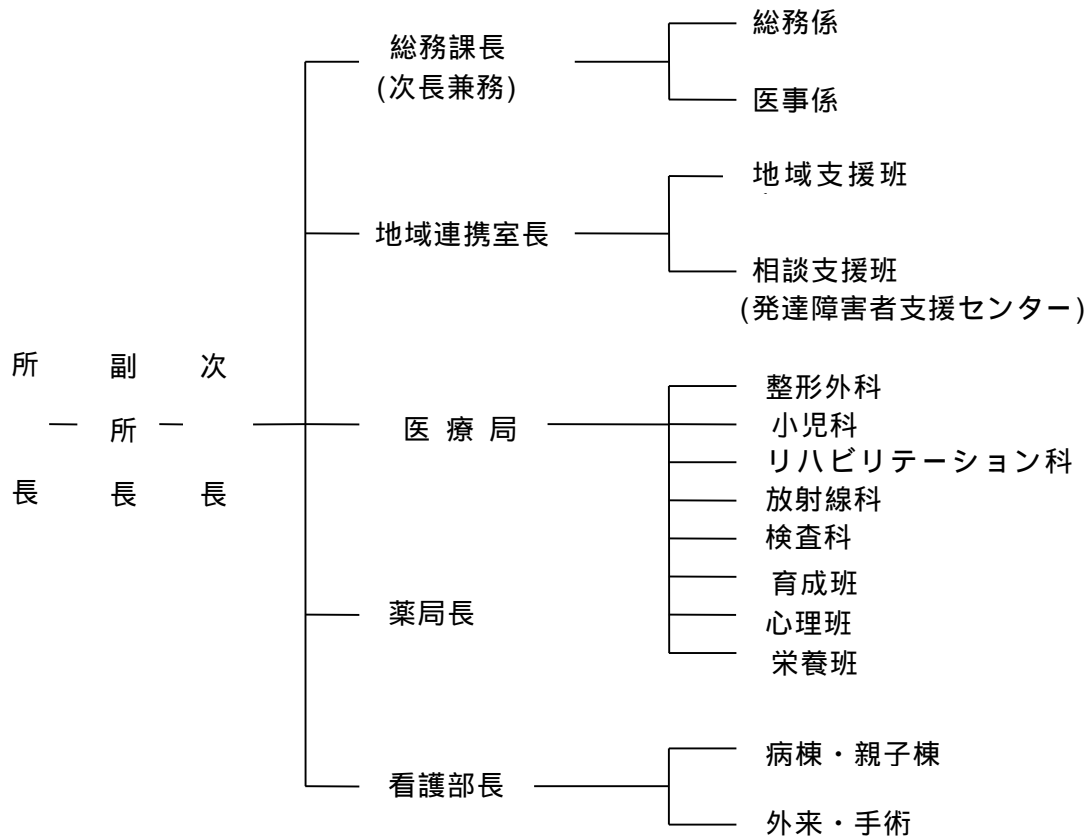 所長
副所長
次長
総務課長
(次長兼務)
総務係
医事係
地域連携室長
地域支援班
相談支援班
(発達障害者支援センター)
医療局
整形外科
小児科
リハビリテーション科
放射線科
検査科
育成班
心理班
栄養班
薬局長
看護部長
病棟・親子棟
外来・手術